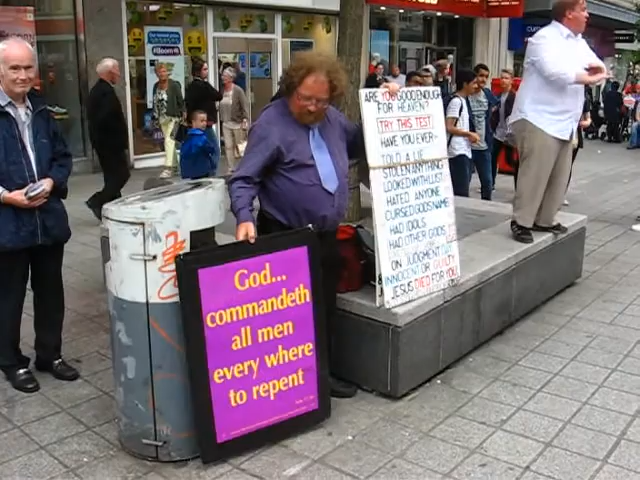 God...
commandeth
all men
every where
to repent
ARE YOU GOOD ENOUGH
FOR HEAVEN?
TRY THIS TEST
HAVE YOU EVER-
TOLD A LIE
STOLEN ANYTHING
LOOKED WITH LUST
HATED ANYONE
CURSED GODS NAME
HAD IDOLS
HAD OTHER GODS
ON JUDGMENT DAY
INNOCENT OR GUILTY
JESUS DIED FOR YOU